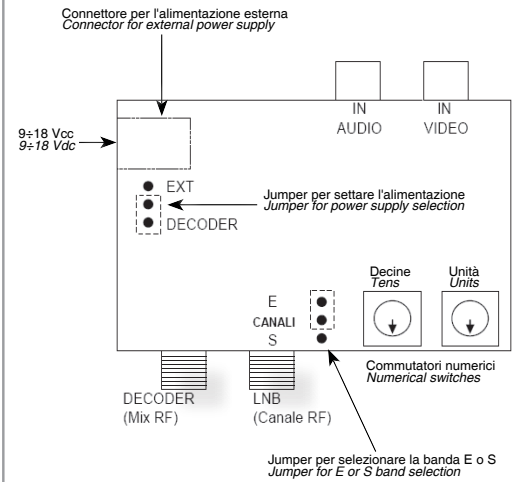 Connettore per l'alimentazione esterna
Connector for external power supply
IN
AUDIO
IN
VIDEO
9÷18 Vcc
9÷18 Vdc
EXT
DECODER
Jumper per settare l'alimentazione
Jumper for power supply selection
Decine
Tens
Unità
Units
E
CANALI
S
Commutatori numerici
Numerical switches
DECODER
(Mix RF)
LNB
(Canale RF)
Jumper per selezionare la banda E o S
Jumper for E or S band selection